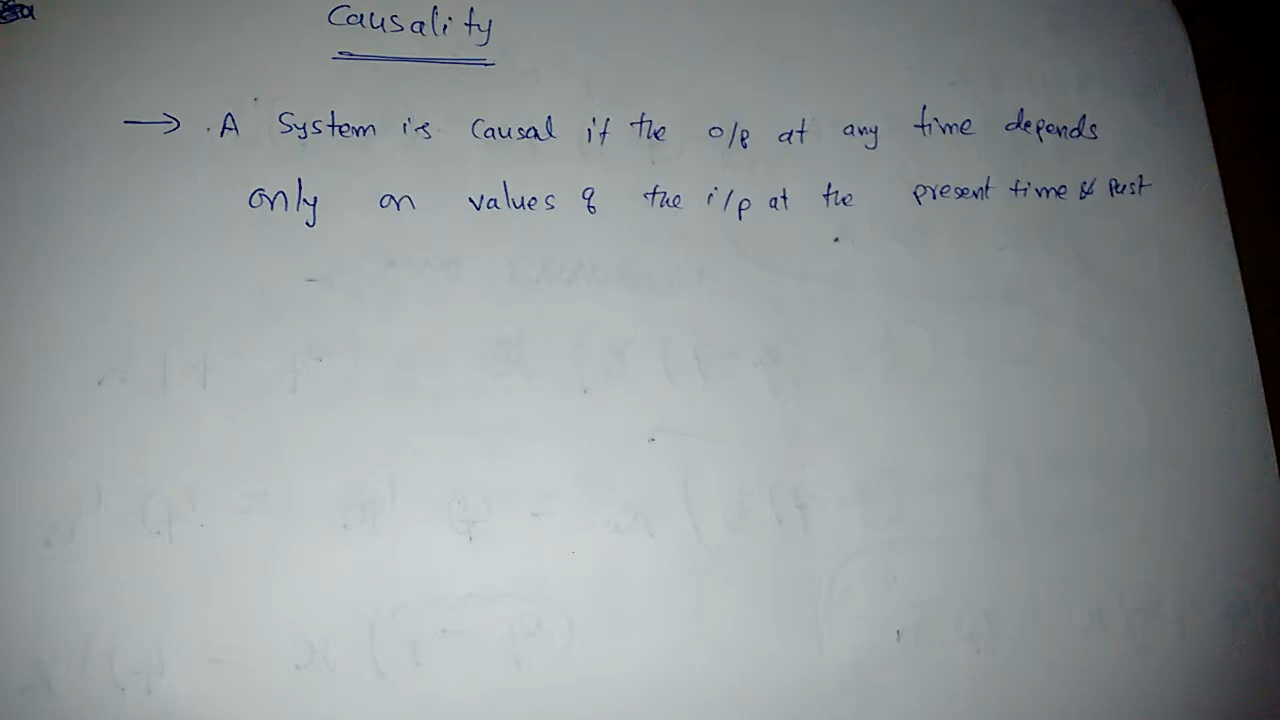 Causality
→ A System is Causal if the o/p at any time depends
only on values of the i/p at the present time & Past